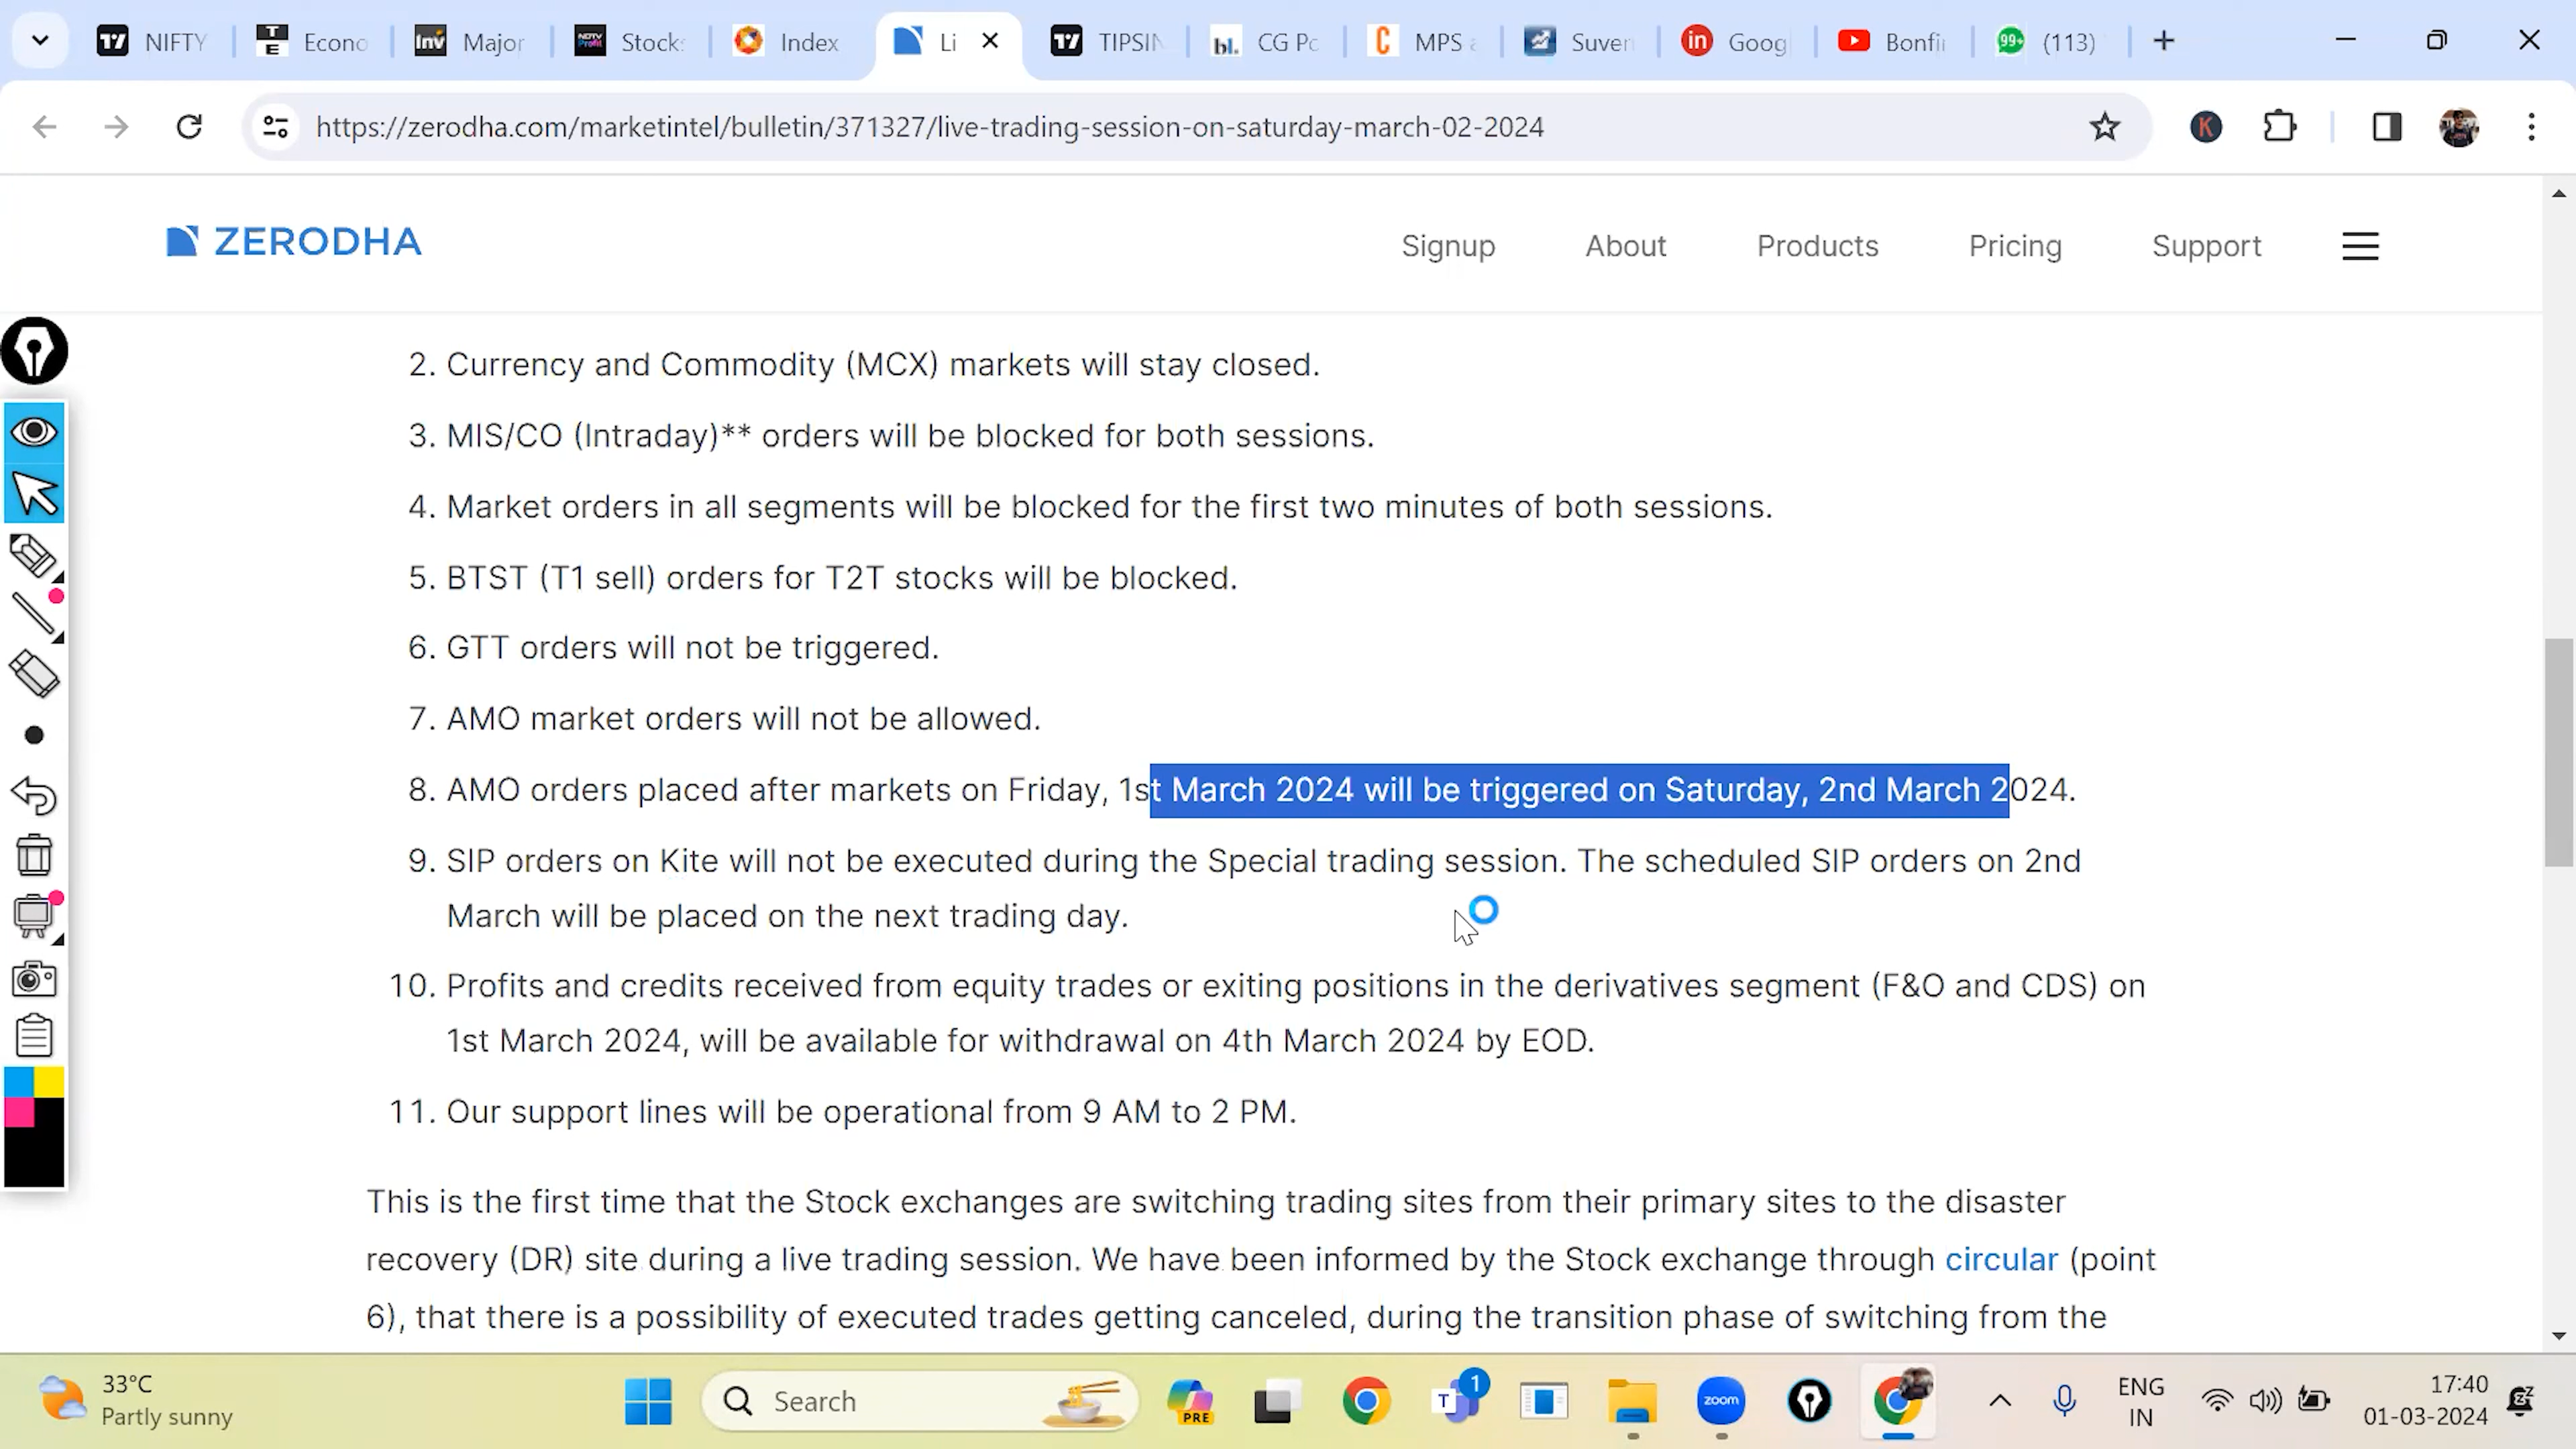 NIFTY
Econo
Major
Stock
Index
Li
TIPSIN
CG Po
MPS a
Suven
Goog
Bonfi
(113)
https://zerodha.com/marketintel/bulletin/371327/live-trading-session-on-saturday-march-02-2024
ZERODHA
Signup
About
Products
Pricing
Support
2. Currency and Commodity (MCX) markets will stay closed.
3. MIS/CO (Intraday)** orders will be blocked for both sessions.
4. Market orders in all segments will be blocked for the first two minutes of both sessions.
5. BTST (T1 sell) orders for T2T stocks will be blocked.
6. GTT orders will not be triggered.
7. AMO market orders will not be allowed.
8. AMO orders placed after markets on Friday, 1st March 2024 will be triggered on Saturday, 2nd March 2024.
9. SIP orders on Kite will not be executed during the Special trading session. The scheduled SIP orders on 2nd
March will be placed on the next trading day.
10. Profits and credits received from equity trades or exiting positions in the derivatives segment (F&O and CDS) on
1st March 2024, will be available for withdrawal on 4th March 2024 by EOD.
11. Our support lines will be operational from 9 AM to 2 PM.
This is the first time that the Stock exchanges are switching trading sites from their primary sites to the disaster
recovery (DR) site during a live trading session. We have been informed by the Stock exchange through circular (point
6), that there is a possibility of executed trades getting canceled, during the transition phase of switching from the
33°C
Partly sunny
Search
PRE
1
zoom
ENG
IN
17:40
01-03-2024